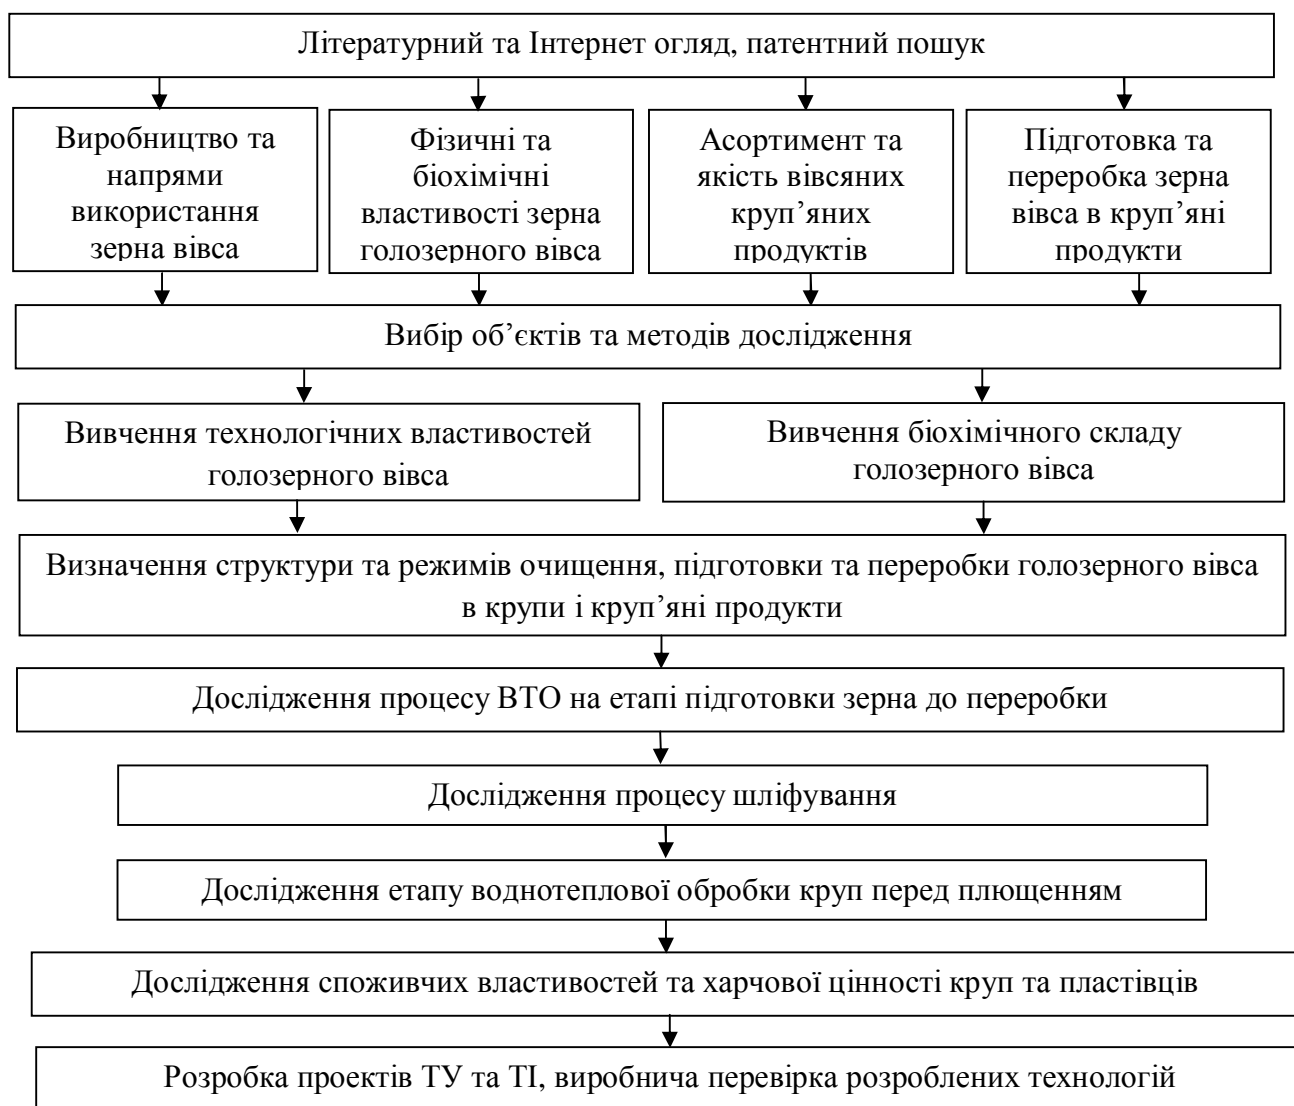 Літературний та Інтернет огляд, патентний пошук
Виробництво та
напрями
використання
зерна вівса
Фізичні та
біохімічні
властивості зерна
голозерного вівса
Асортимент та
якість вівсяних
круп’яних
продуктів
Підготовка та
переробка зерна
вівса в круп’яні
продукти
Вибір об’єктів та методів дослідження
Вивчення технологічних властивостей
голозерного вівса
Вивчення біохімічного складу
голозерного вівса
Визначення структури та режимів очищення, підготовки та переробки голозерного вівса
в крупи і круп’яні продукти
Дослідження процесу ВТО на етапі підготовки зерна до переробки
Дослідження процесу шліфування
Дослідження етапу воднотеплової обробки круп перед плющенням
Дослідження споживчих властивостей та харчової цінності круп та пластівців
Розробка проектів ТУ та ТІ, виробнича перевірка розроблених технологій